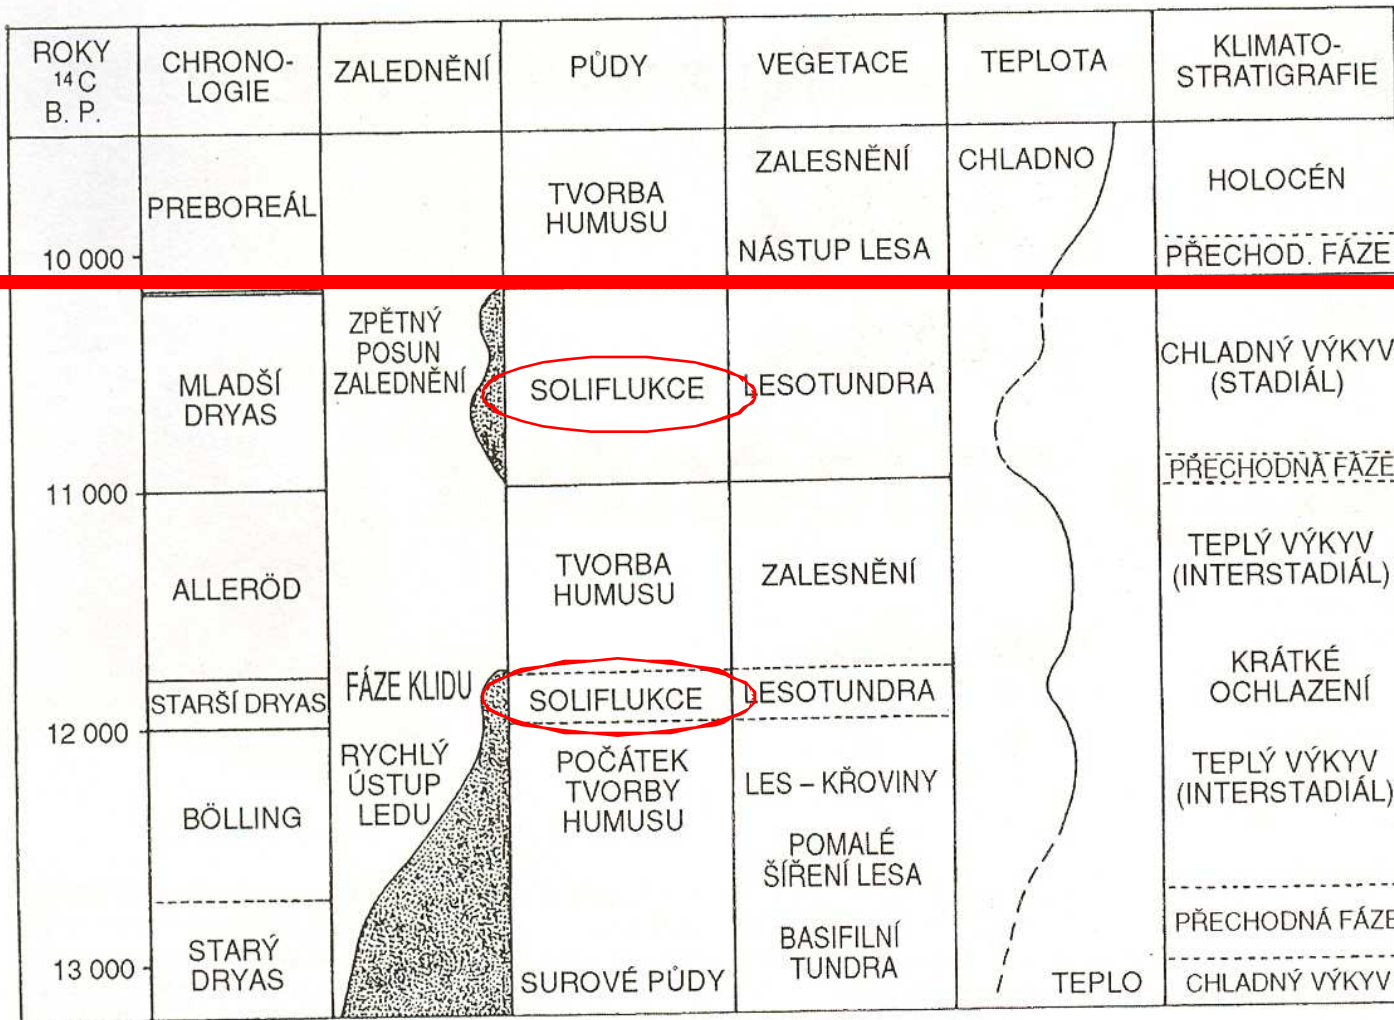 ROKY
¹⁴C
B. P.
CHRONO-
LOGIE
ZALEDNĚNÍ
PŮDY
VEGETACE
TEPLOTA
KLIMATO-
STRATIGRAFIE
PREBOREÁL
TVORBA
HUMUSU
ZALESNĚNÍ
NÁSTUP LESA
CHLADNO
HOLOCÉN
PŘECHOD. FÁZE
10 000
MLADŠÍ
DRYAS
ZPĚTNÝ
POSUN
ZALEDNĚNÍ
SOLIFLUKCE
LESOTUNDRA
CHLADNÝ VÝKYV
(STADIÁL)
PŘECHODNÁ FÁZE
11 000
ALLERÖD
TVORBA
HUMUSU
ZALESNĚNÍ
TEPLÝ VÝKYV
(INTERSTADIÁL)
STARŠÍ DRYAS
FÁZE KLIDU
SOLIFLUKCE
LESOTUNDRA
KRÁTKÉ
OCHLAZENÍ
12 000
BÖLLING
RYCHLÝ
ÚSTUP
LEDU
POČÁTEK
TVORBY
HUMUSU
LES – KŘOVINY
POMALÉ
ŠÍŘENÍ LESA
TEPLÝ VÝKYV
(INTERSTADIÁL)
PŘECHODNÁ FÁZE
13 000
STARÝ
DRYAS
SUROVÉ PŮDY
BASIFILNÍ
TUNDRA
TEPLO
CHLADNÝ VÝKYV